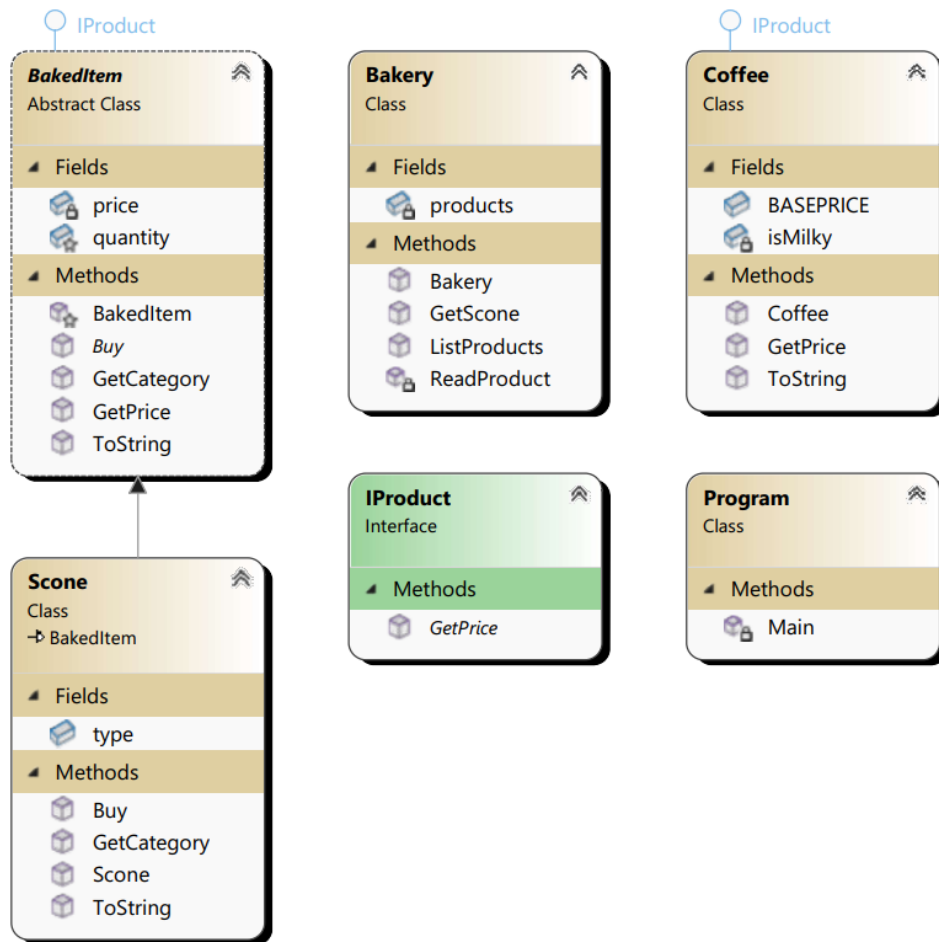 IProduct
BakedItem
Abstract Class
Fields
price
quantity
Methods
BakedItem
Buy
GetCategory
GetPrice
ToString
Bakery
Class
Fields
products
Methods
Bakery
GetScone
ListProducts
ReadProduct
IProduct
Coffee
Class
Fields
BASEPRICE
isMilky
Methods
Coffee
GetPrice
ToString
Scone
Class
BakedItem
Fields
type
Methods
Buy
GetCategory
Scone
ToString
IProduct
Interface
Methods
GetPrice
Program
Class
Methods
Main